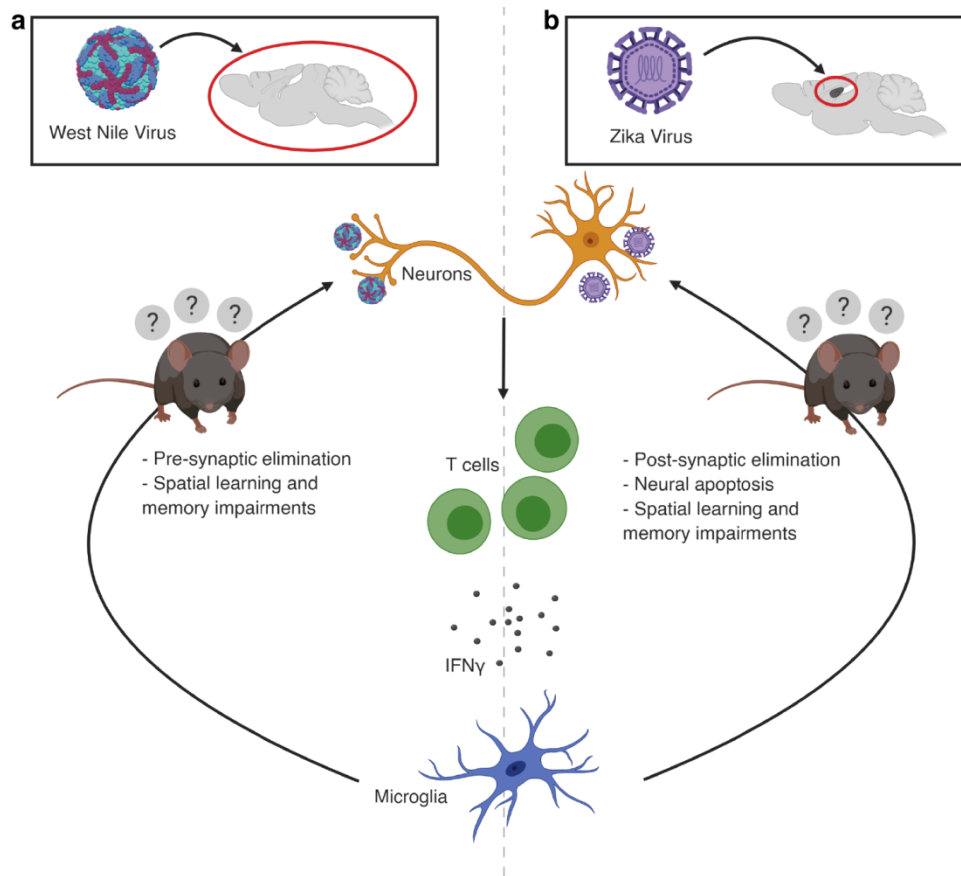 a
West Nile Virus
b
Zika Virus
Neurons
? ? ?
? ? ?
- Pre-synaptic elimination
- Spatial learning and
memory impairments
T cells
- Post-synaptic elimination
- Neural apoptosis
- Spatial learning and
memory impairments
IFNγ
Microglia